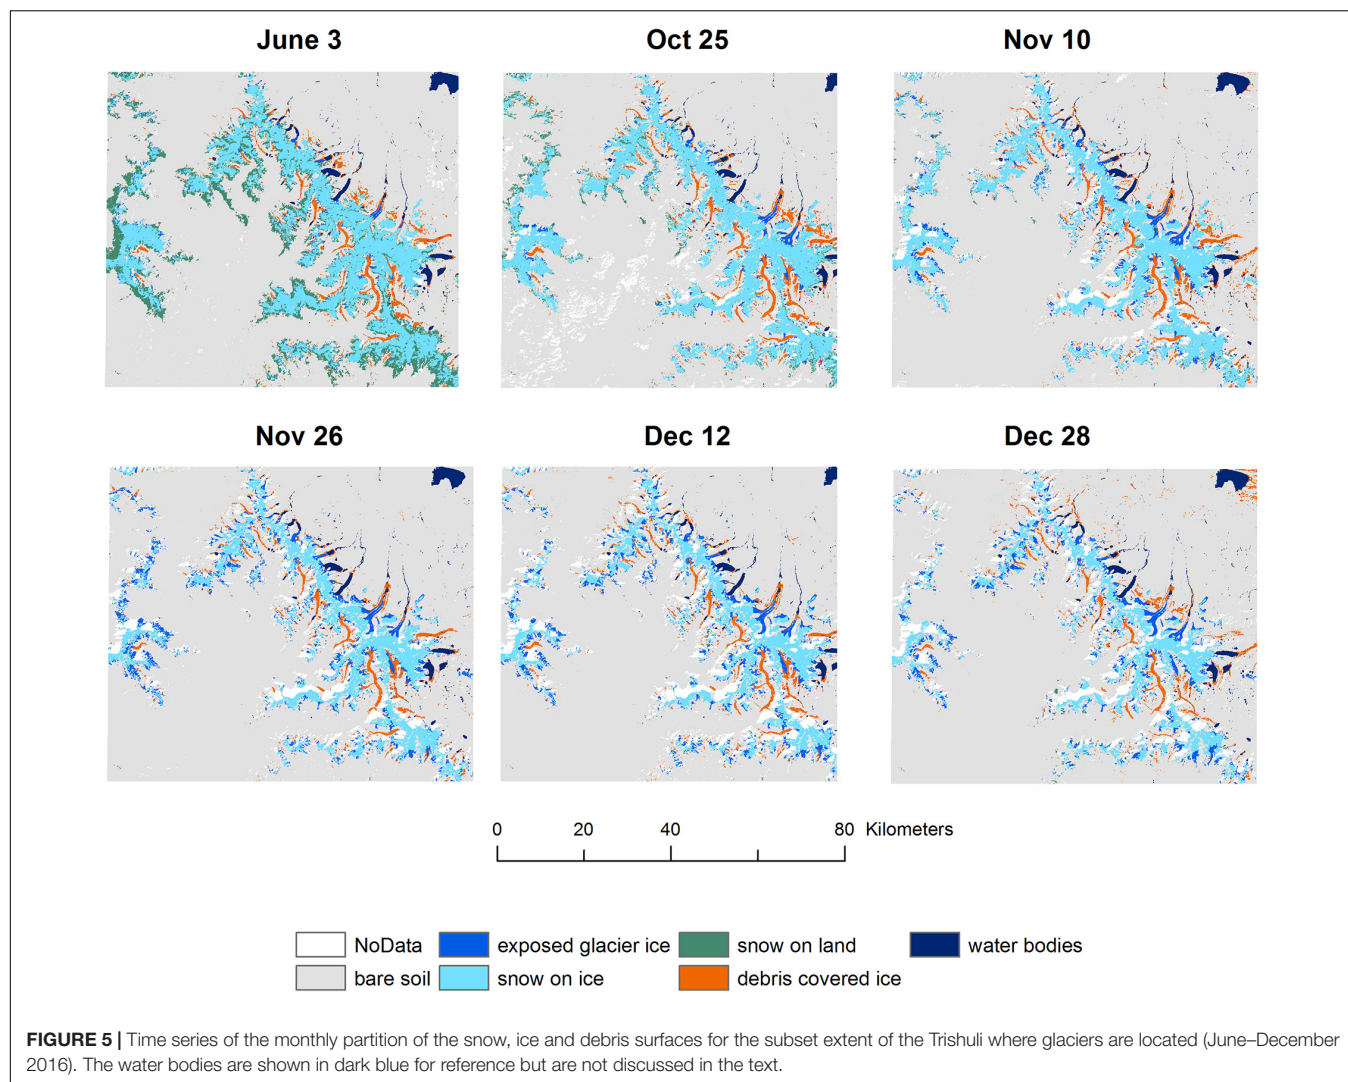 June 3
Oct 25
Nov 10
Nov 26
Dec 12
Dec 28
0 20 40 80 Kilometers
NoData exposed glacier ice snow on land water bodies
bare soil snow on ice debris covered ice
FIGURE 5 | Time series of the monthly partition of the snow, ice and debris surfaces for the subset extent of the Trishuli where glaciers are located (June–December
2016). The water bodies are shown in dark blue for reference but are not discussed in the text.